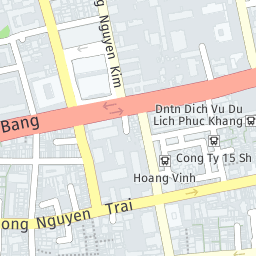 g Nguyen Kim
Bang
Dntn Dich Vu Du
Lich Phuc Khang
Cong Ty 15 Sh
Hoang Vinh
ong Nguyen Trai